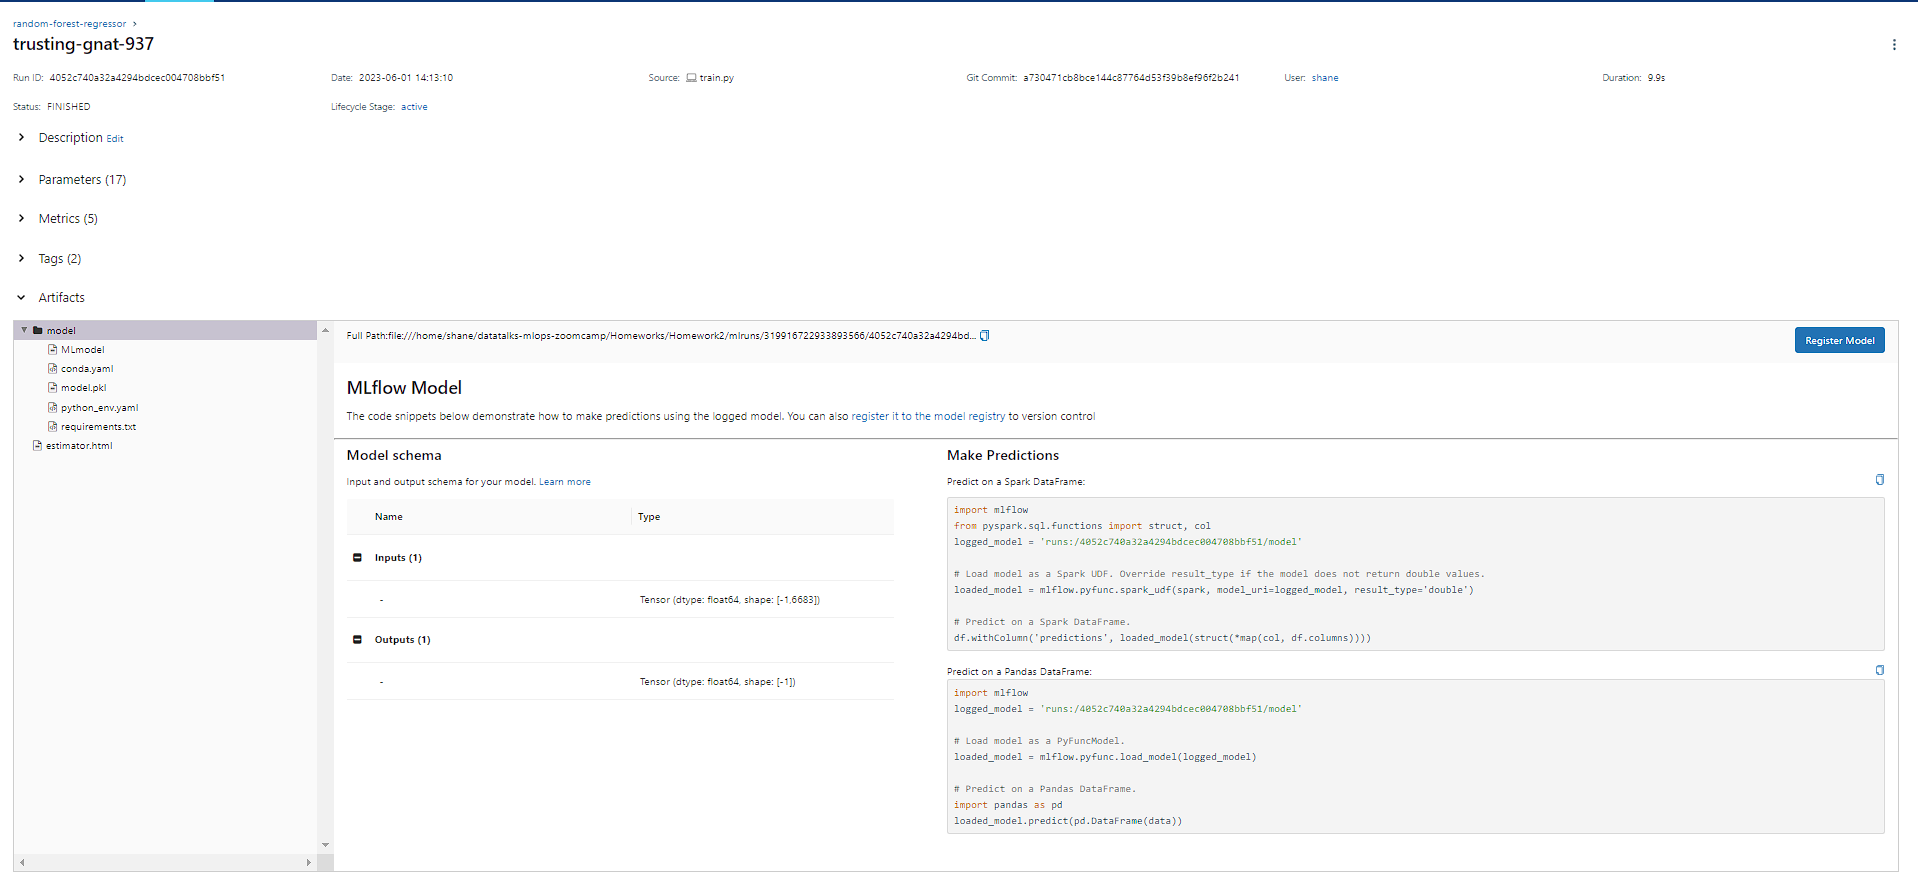 random-forest-regressor >
trusting-gnat-937
Run ID: 4052c740a32a4294bdcec004708bbf51 Date: 2023-06-01 14:13:10 Source: train.py Git Commit: a730471cb8bce144c87764d53f39b8ef96f2b241 User: shane Duration: 9.9s
Status: FINISHED Lifecycle Stage: active
Description Edit
Parameters (17)
Metrics (5)
Tags (2)
Artifacts
model
MLmodel
conda.yaml
model.pkl
python_env.yaml
requirements.txt
estimator.html
Full Path:file:///home/shane/datatalks-mlops-zoomcamp/Homeworks/Homework2/mlruns/319916722933893566/4052c740a32a4294bd...
Register Model
MLflow Model
The code snippets below demonstrate how to make predictions using the logged model. You can also register it to the model registry to version control
Model schema
Input and output schema for your model. Learn more
Name Type
Inputs (1)
- Tensor (dtype: float64, shape: [-1,6683])
Outputs (1)
- Tensor (dtype: float64, shape: [-1])
Make Predictions
Predict on a Spark DataFrame:
import mlflow
from pyspark.sql.functions import struct, col
logged_model = 'runs:/4052c740a32a4294bdcec004708bbf51/model'
# Load model as a Spark UDF. Override result_type if the model does not return double values.
loaded_model = mlflow.pyfunc.spark_udf(spark, model_uri=logged_model, result_type='double')
# Predict on a Spark DataFrame.
df.withColumn('predictions', loaded_model(struct(*map(col, df.columns))))
Predict on a Pandas DataFrame:
import mlflow
logged_model = 'runs:/4052c740a32a4294bdcec004708bbf51/model'
# Load model as a PyFuncModel.
loaded_model = mlflow.pyfunc.load_model(logged_model)
# Predict on a Pandas DataFrame.
import pandas as pd
loaded_model.predict(pd.DataFrame(data))